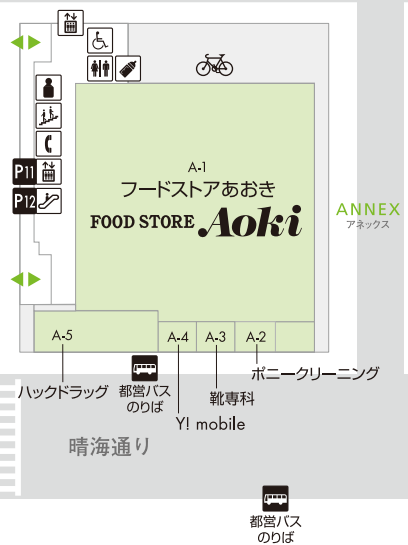 A-1
フードストアあおき
FOOD STORE Aoki
P11
P12
ANNEX
アネックス
A-5
A-4
A-3
A-2
ハックドラッグ
都営バス
のりば
Y! mobile
靴専科
ポニークリーニング
晴海通り
都営バス
のりば